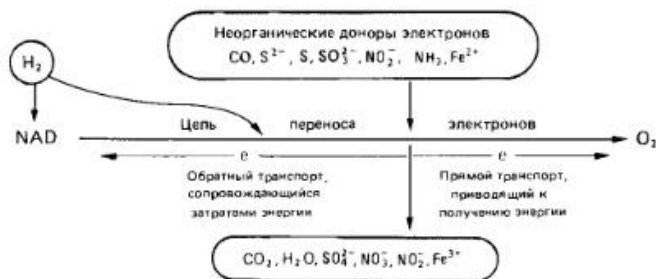 Неорганические доноры электронов
CO, S²⁻, S, SO₃²⁻, NO₂⁻, NH₃, Fe²⁺
H₂
NAD
Цепь переноса электронов
O₂
e
e
Обратный транспорт,
сопровождающийся
затратами энергии
Прямой транспорт,
приводящий к
получению энергии
CO₂, H₂O, SO₄²⁻, NO₃⁻, NO₂⁻, Fe³⁺